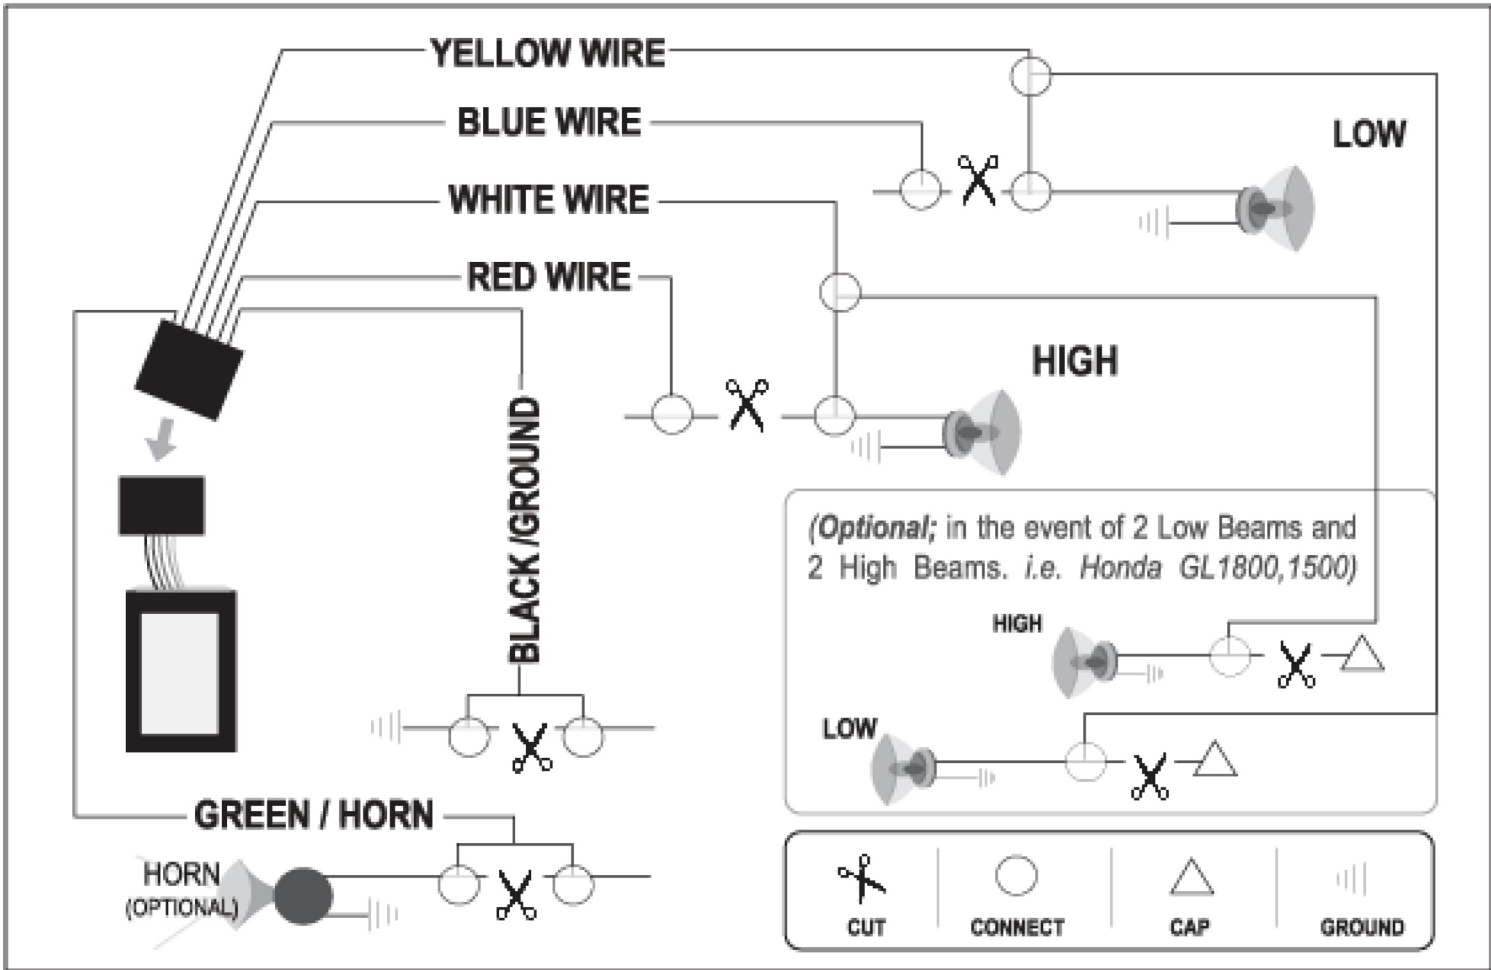 YELLOW WIRE
BLUE WIRE
LOW
WHITE WIRE
RED WIRE
HIGH
BLACK /GROUND
(Optional; in the event of 2 Low Beams and
2 High Beams. i.e. Honda GL1800,1500)
HIGH
LOW
GREEN / HORN
HORN
(OPTIONAL)
CUT
CONNECT
CAP
GROUND